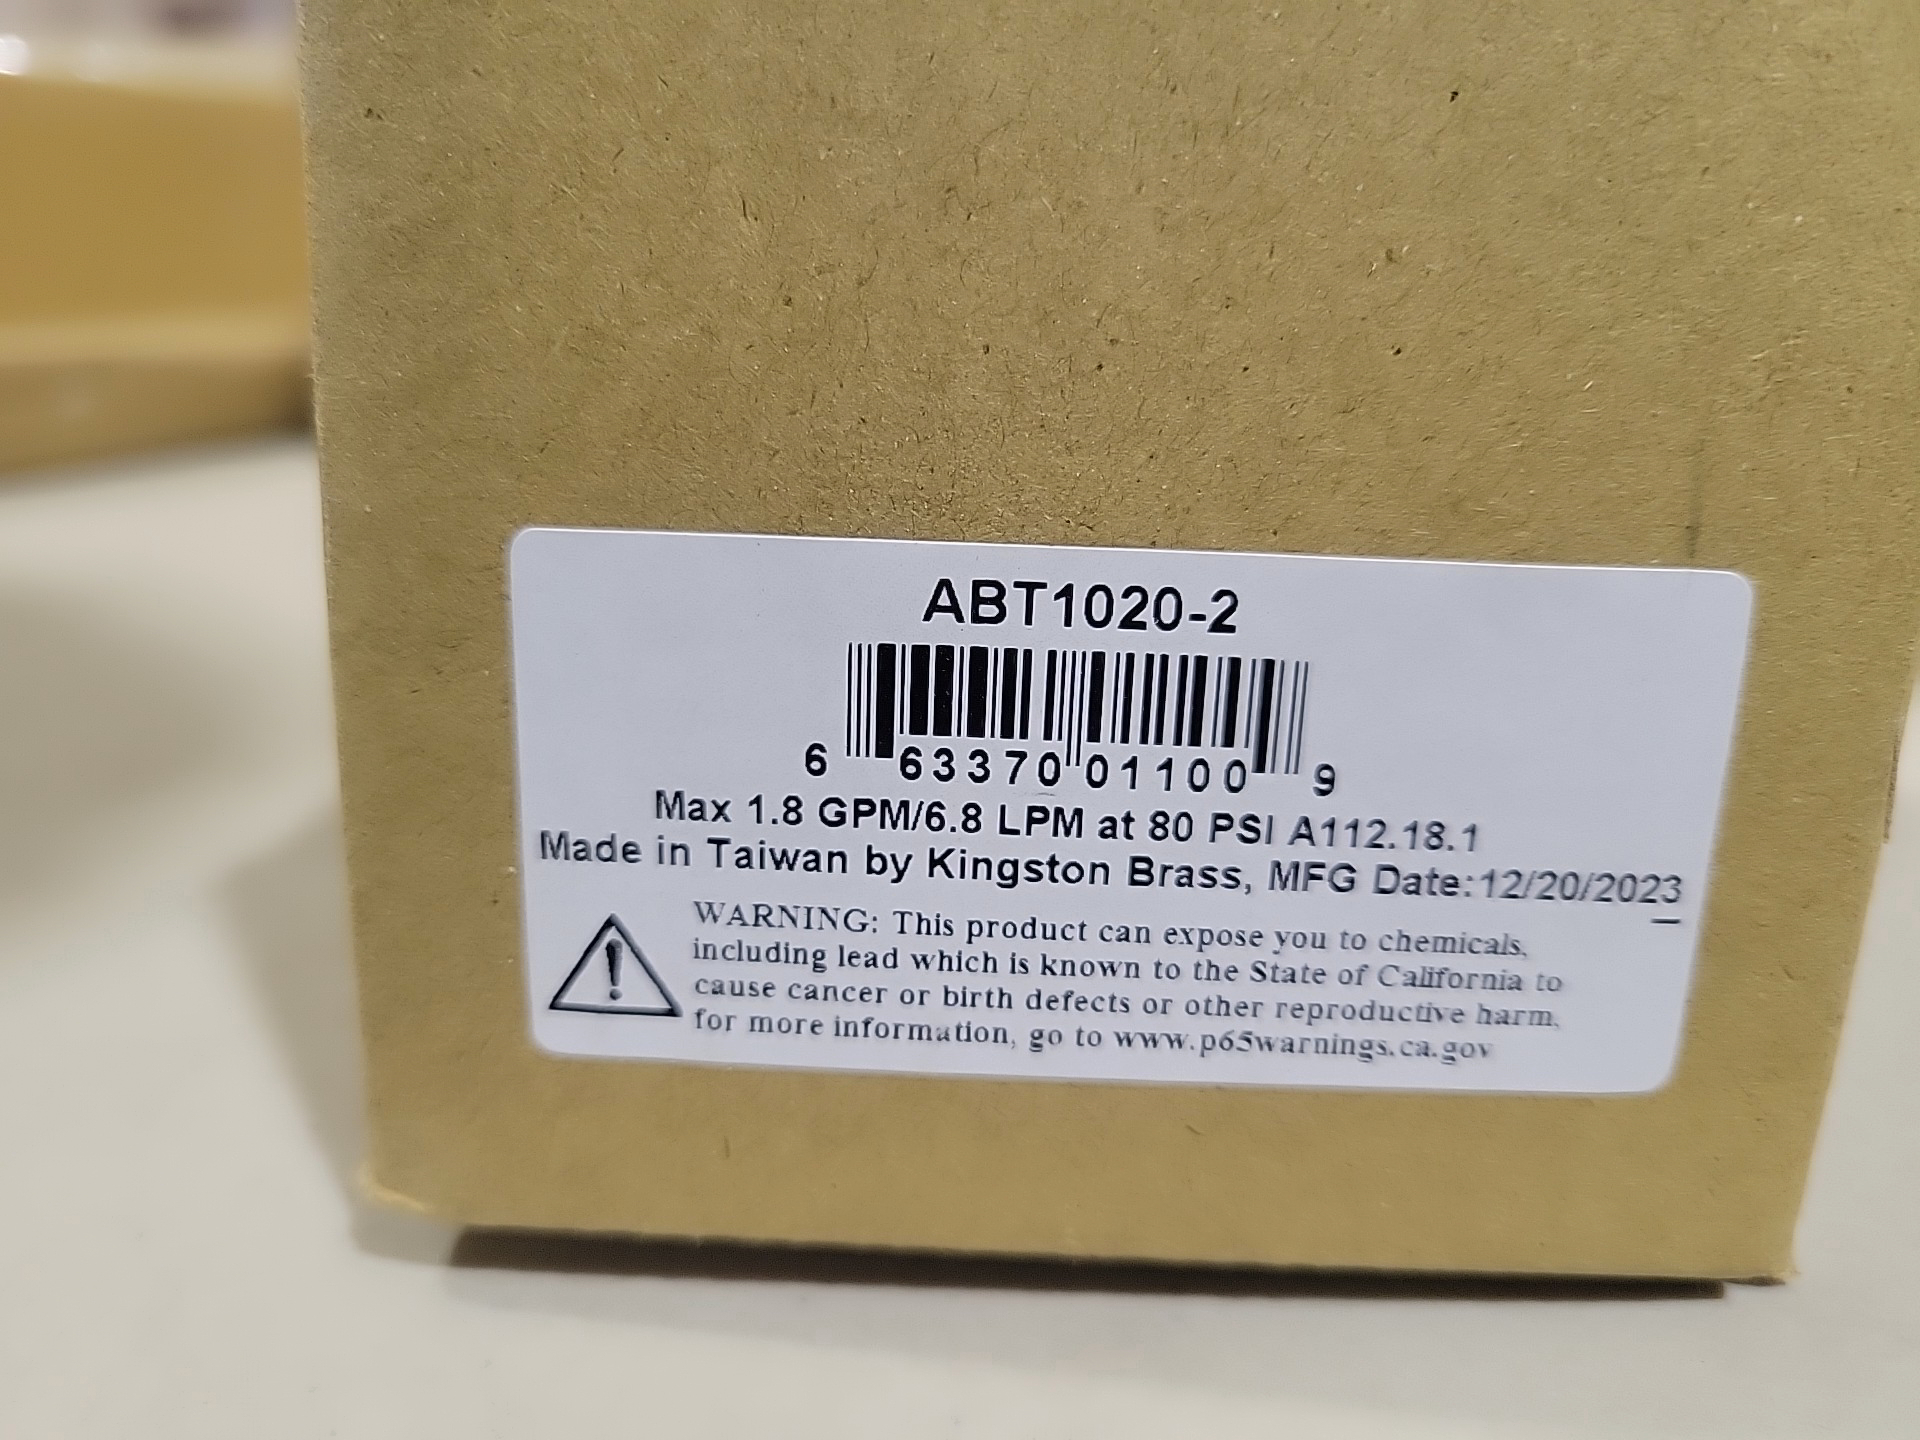 ABT1020-2
6 63370 01100 9
Max 1.8 GPM/6.8 LPM at 80 PSI A112.18.1
Made in Taiwan by Kingston Brass, MFG Date:12/20/2023
WARNING: This product can expose you to chemicals,
including lead which is known to the State of California to
cause cancer or birth defects or other reproductive harm.
for more information, go to www.p65warnings.ca.gov